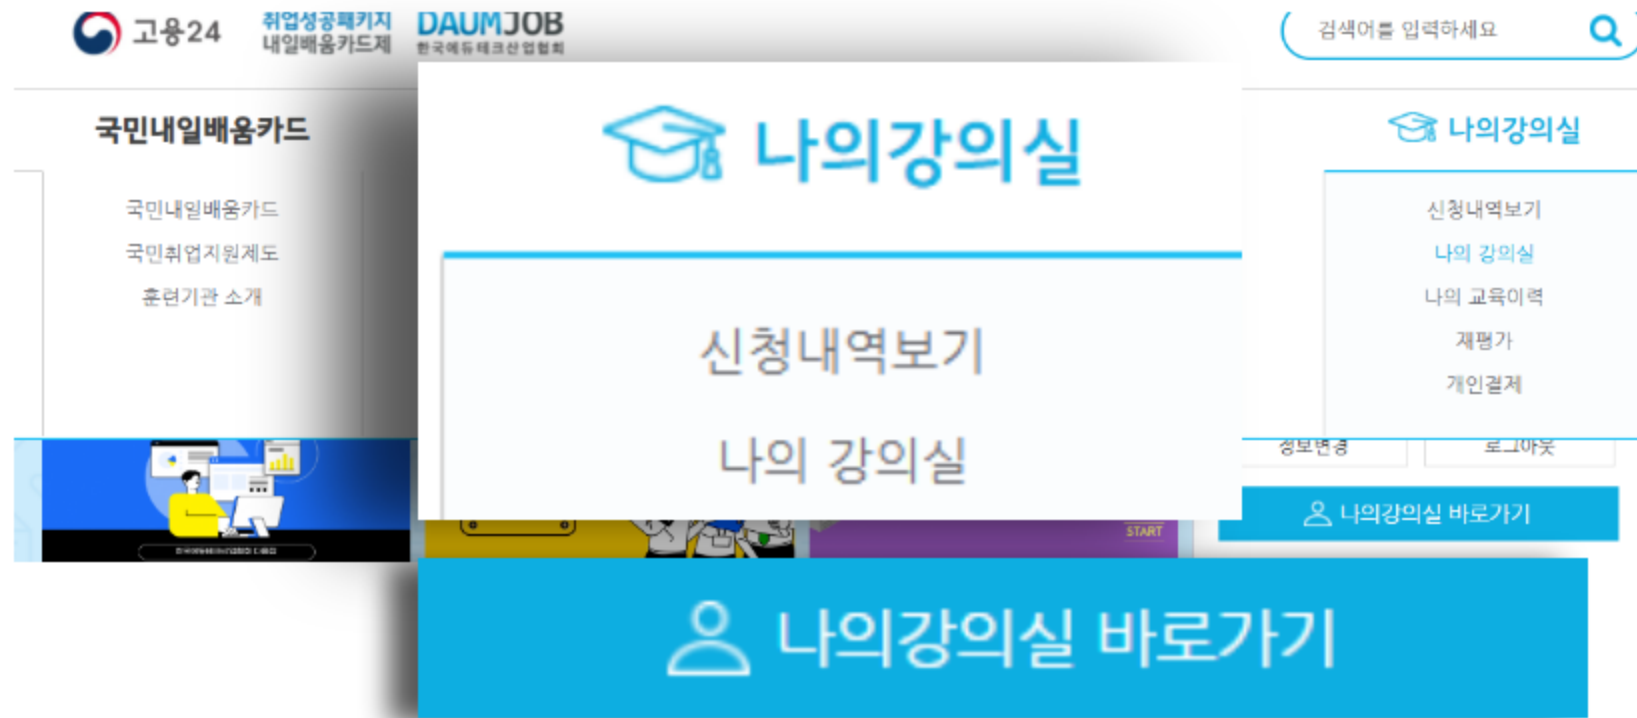 고용24
취업성공패키지
내일배움카드제
DAUMJOB
한국에듀테크산업협회
검색어를 입력하세요
국민내일배움카드
국민내일배움카드
국민취업지원제도
훈련기관 소개
나의강의실
신청내역보기
나의 강의실
나의강의실
신청내역보기
나의 강의실
나의 교육이력
재평가
개인결제
정보변경
로그아웃
나의강의실 바로가기
START
나의강의실 바로가기